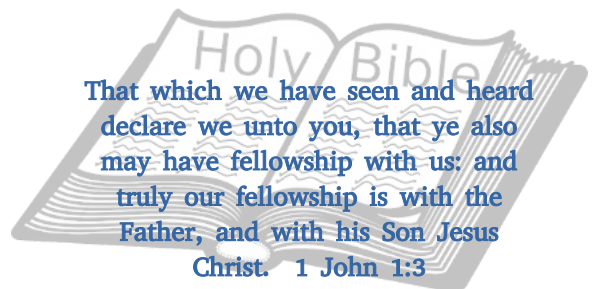 Holy Bible
That which we have seen and heard
declare we unto you, that ye also
may have fellowship with us: and
truly our fellowship is with the
Father, and with his Son Jesus
Christ. 1 John 1:3